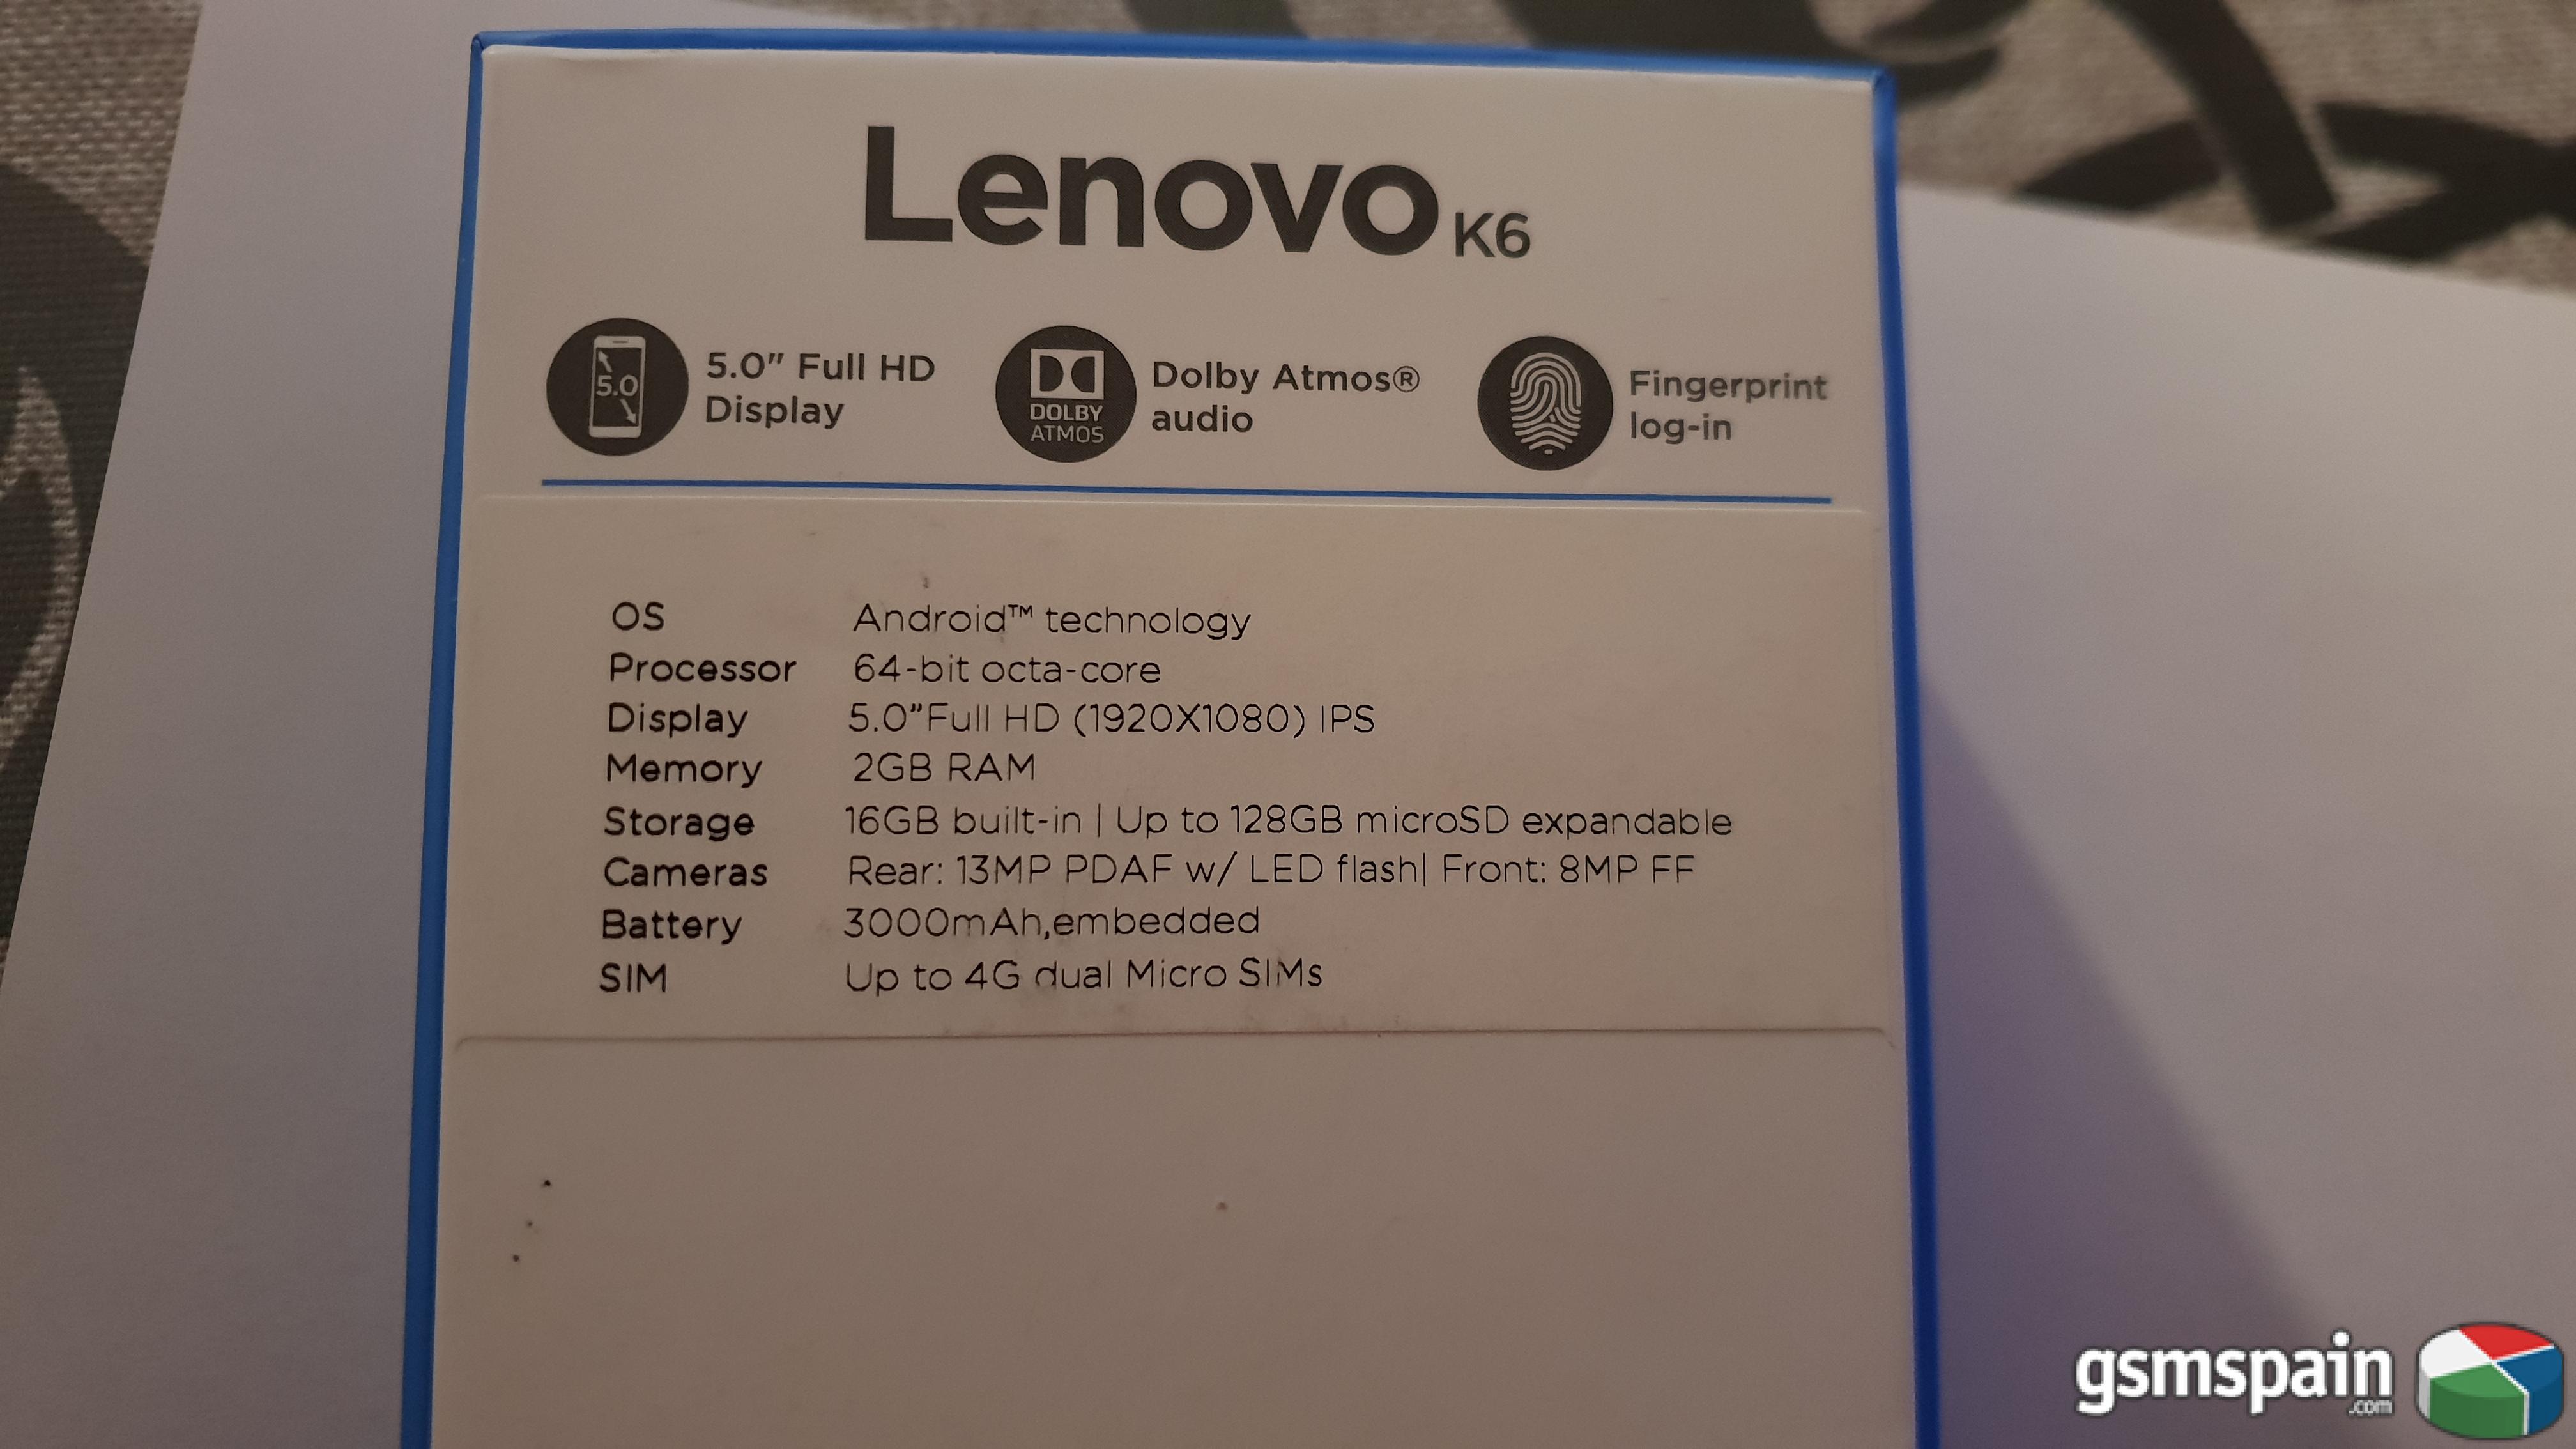 Lenovo K6
5.0
5.0" Full HD
Display
DOLBY
ATMOS
Dolby Atmos®
audio
Fingerprint
log-in
OS Android™ technology
Processor 64-bit octa-core
Display 5.0”Full HD (1920X1080) IPS
Memory 2GB RAM
Storage 16GB built-in | Up to 128GB microSD expandable
Cameras Rear: 13MP PDAF w/ LED flash| Front: 8MP FF
Battery 3000mAh,embedded
SIM Up to 4G dual Micro SIMs
gsmspain
.com